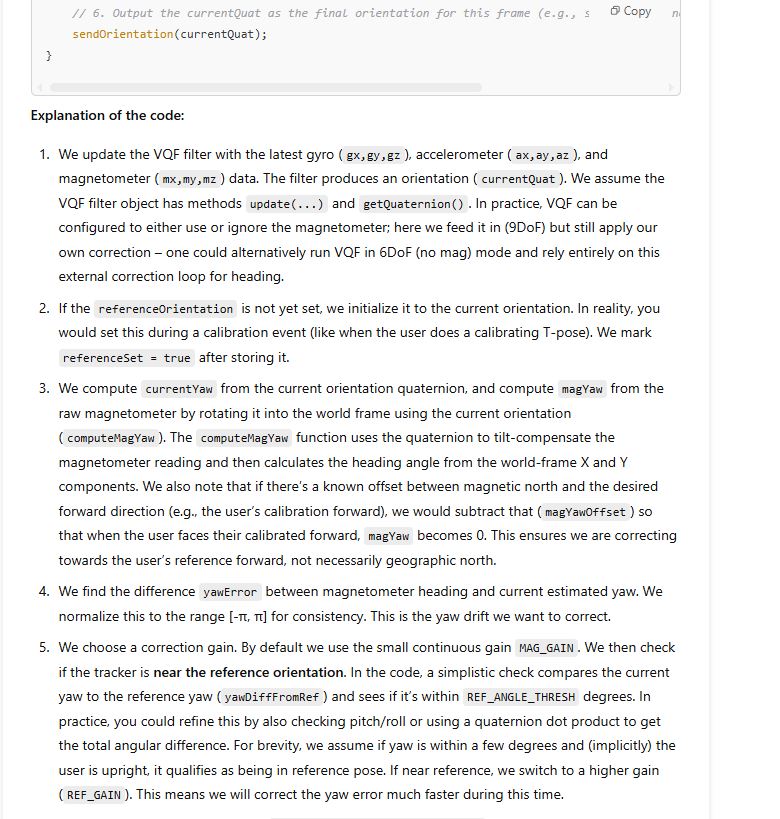 // 6. Output the currentQuat as the final orientation for this frame (e.g., s
Copy
sendOrientation(currentQuat);
}
Explanation of the code:
1. We update the VQF filter with the latest gyro ( gx,gy,gz ), accelerometer ( ax,ay,az ), and
magnetometer ( mx,my,mz ) data. The filter produces an orientation ( currentQuat ). We assume the
VQF filter object has methods update(...) and getQuaternion() . In practice, VQF can be
configured to either use or ignore the magnetometer; here we feed it in (9DoF) but still apply our
own correction – one could alternatively run VQF in 6DoF (no mag) mode and rely entirely on this
external correction loop for heading.
2. If the referenceOrientation is not yet set, we initialize it to the current orientation. In reality, you
would set this during a calibration event (like when the user does a calibrating T-pose). We mark
referenceSet = true after storing it.
3. We compute currentYaw from the current orientation quaternion, and compute magYaw from the
raw magnetometer by rotating it into the world frame using the current orientation
( computeMagYaw ). The computeMagYaw function uses the quaternion to tilt-compensate the
magnetometer reading and then calculates the heading angle from the world-frame X and Y
components. We also note that if there's a known offset between magnetic north and the desired
forward direction (e.g., the user's calibration forward), we would subtract that ( magYawOffset ) so
that when the user faces their calibrated forward, magYaw becomes 0. This ensures we are correcting
towards the user's reference forward, not necessarily geographic north.
4. We find the difference yawError between magnetometer heading and current estimated yaw. We
normalize this to the range [-π, π] for consistency. This is the yaw drift we want to correct.
5. We choose a correction gain. By default we use the small continuous gain MAG_GAIN . We then check
if the tracker is near the reference orientation. In the code, a simplistic check compares the current
yaw to the reference yaw ( yawDiffFromRef ) and sees if it's within REF_ANGLE_THRESH degrees. In
practice, you could refine this by also checking pitch/roll or using a quaternion dot product to get
the total angular difference. For brevity, we assume if yaw is within a few degrees and (implicitly) the
user is upright, it qualifies as being in reference pose. If near reference, we switch to a higher gain
( REF_GAIN ). This means we will correct the yaw error much faster during this time.